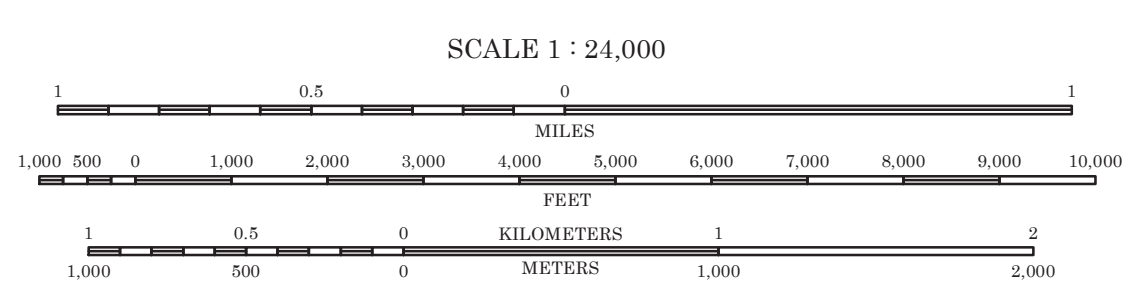 SCALE 1 : 24,000
1 0.5 0 1
MILES
1,000 500 0 1,000 2,000 3,000 4,000 5,000 6,000 7,000 8,000 9,000 10,000
FEET
1 0.5 0 KILOMETERS 1 2
1,000 500 0 METERS 1,000 2,000